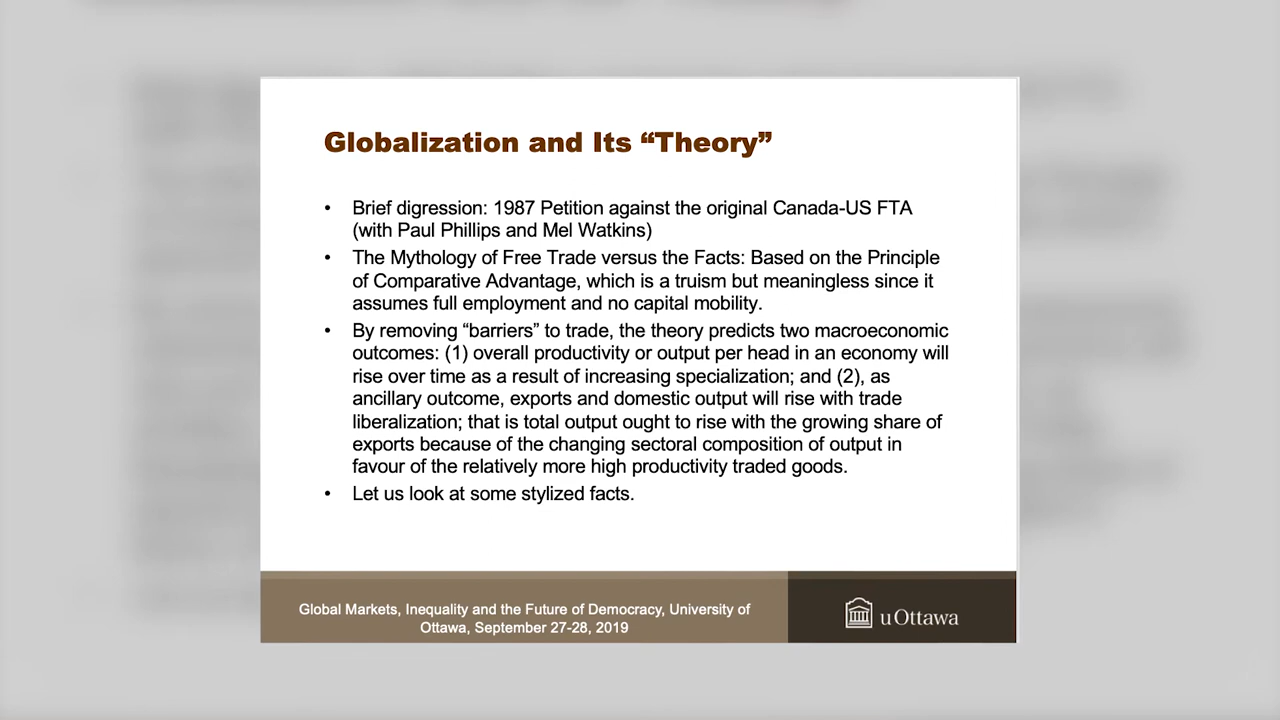 Globalization and Its “Theory”
• Brief digression: 1987 Petition against the original Canada-US FTA
(with Paul Phillips and Mel Watkins)
• The Mythology of Free Trade versus the Facts: Based on the Principle
of Comparative Advantage, which is a truism but meaningless since it
assumes full employment and no capital mobility.
• By removing “barriers” to trade, the theory predicts two macroeconomic
outcomes: (1) overall productivity or output per head in an economy will
rise over time as a result of increasing specialization; and (2), as
ancillary outcome, exports and domestic output will rise with trade
liberalization; that is total output ought to rise with the growing share of
exports because of the changing sectoral composition of output in
favour of the relatively more high productivity traded goods.
• Let us look at some stylized facts.
Global Markets, Inequality and the Future of Democracy, University of
Ottawa, September 27-28, 2019
uOttawa